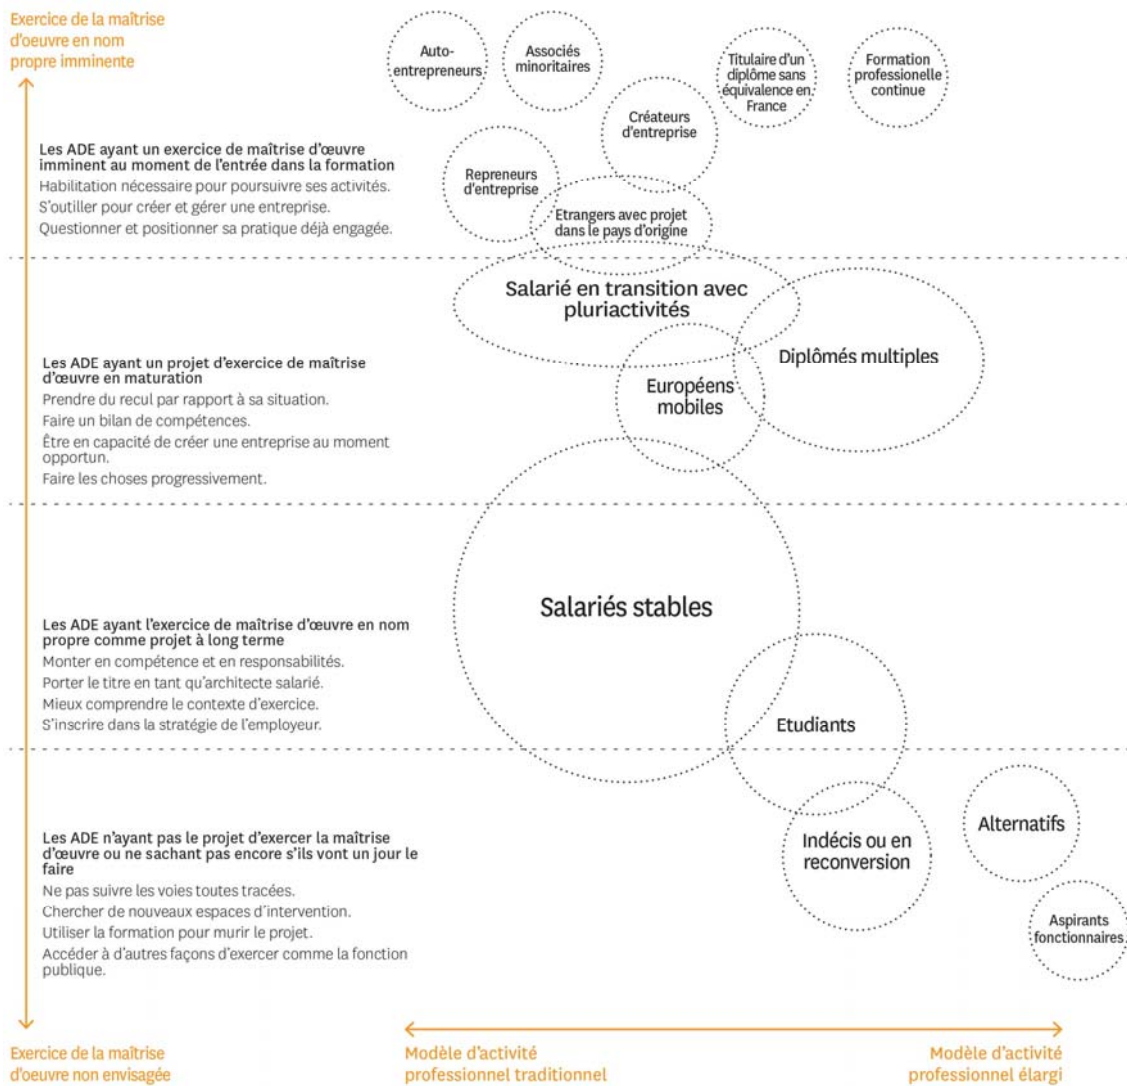 Exercice de la maîtrise
d'oeuvre en nom
propre imminente
Auto-
entrepreneurs
Associés
minoritaires
Titulaire d'un
diplôme sans
équivalence en
France
Formation
professionelle
continue
Créateurs
d'entreprise
Les ADE ayant un exercice de maîtrise d'œuvre
imminent au moment de l'entrée dans la formation
Habilitation nécessaire pour poursuivre ses activités.
S'outiller pour créer et gérer une entreprise.
Questionner et positionner sa pratique déjà engagée.
Repreneurs
d'entreprise
Etrangers avec projet
dans le pays d'origine
Salarié en transition avec
pluriactivités
Diplômés multiples
Européens
mobiles
Les ADE ayant un projet d'exercice de maîtrise
d'œuvre en maturation
Prendre du recul par rapport à sa situation.
Faire un bilan de compétences.
Être en capacité de créer une entreprise au moment
opportun.
Faire les choses progressivement.
Salariés stables
Les ADE ayant l'exercice de maîtrise d'œuvre en nom
propre comme projet à long terme
Monter en compétence et en responsabilités.
Porter le titre en tant qu'architecte salarié.
Mieux comprendre le contexte d'exercice.
S'inscrire dans la stratégie de l'employeur.
Etudiants
Les ADE n'ayant pas le projet d'exercer la maîtrise
d'œuvre ou ne sachant pas encore s'ils vont un jour le
faire
Ne pas suivre les voies toutes tracées.
Chercher de nouveaux espaces d'intervention.
Utiliser la formation pour murir le projet.
Accéder à d'autres façons d'exercer comme la fonction
publique.
Indécis ou en
reconversion
Alternatifs
Aspirants
fonctionnaires
Exercice de la maîtrise
d'oeuvre non envisagée
Modèle d'activité
professionnel traditionnel
Modèle d'activité
professionnel élargi